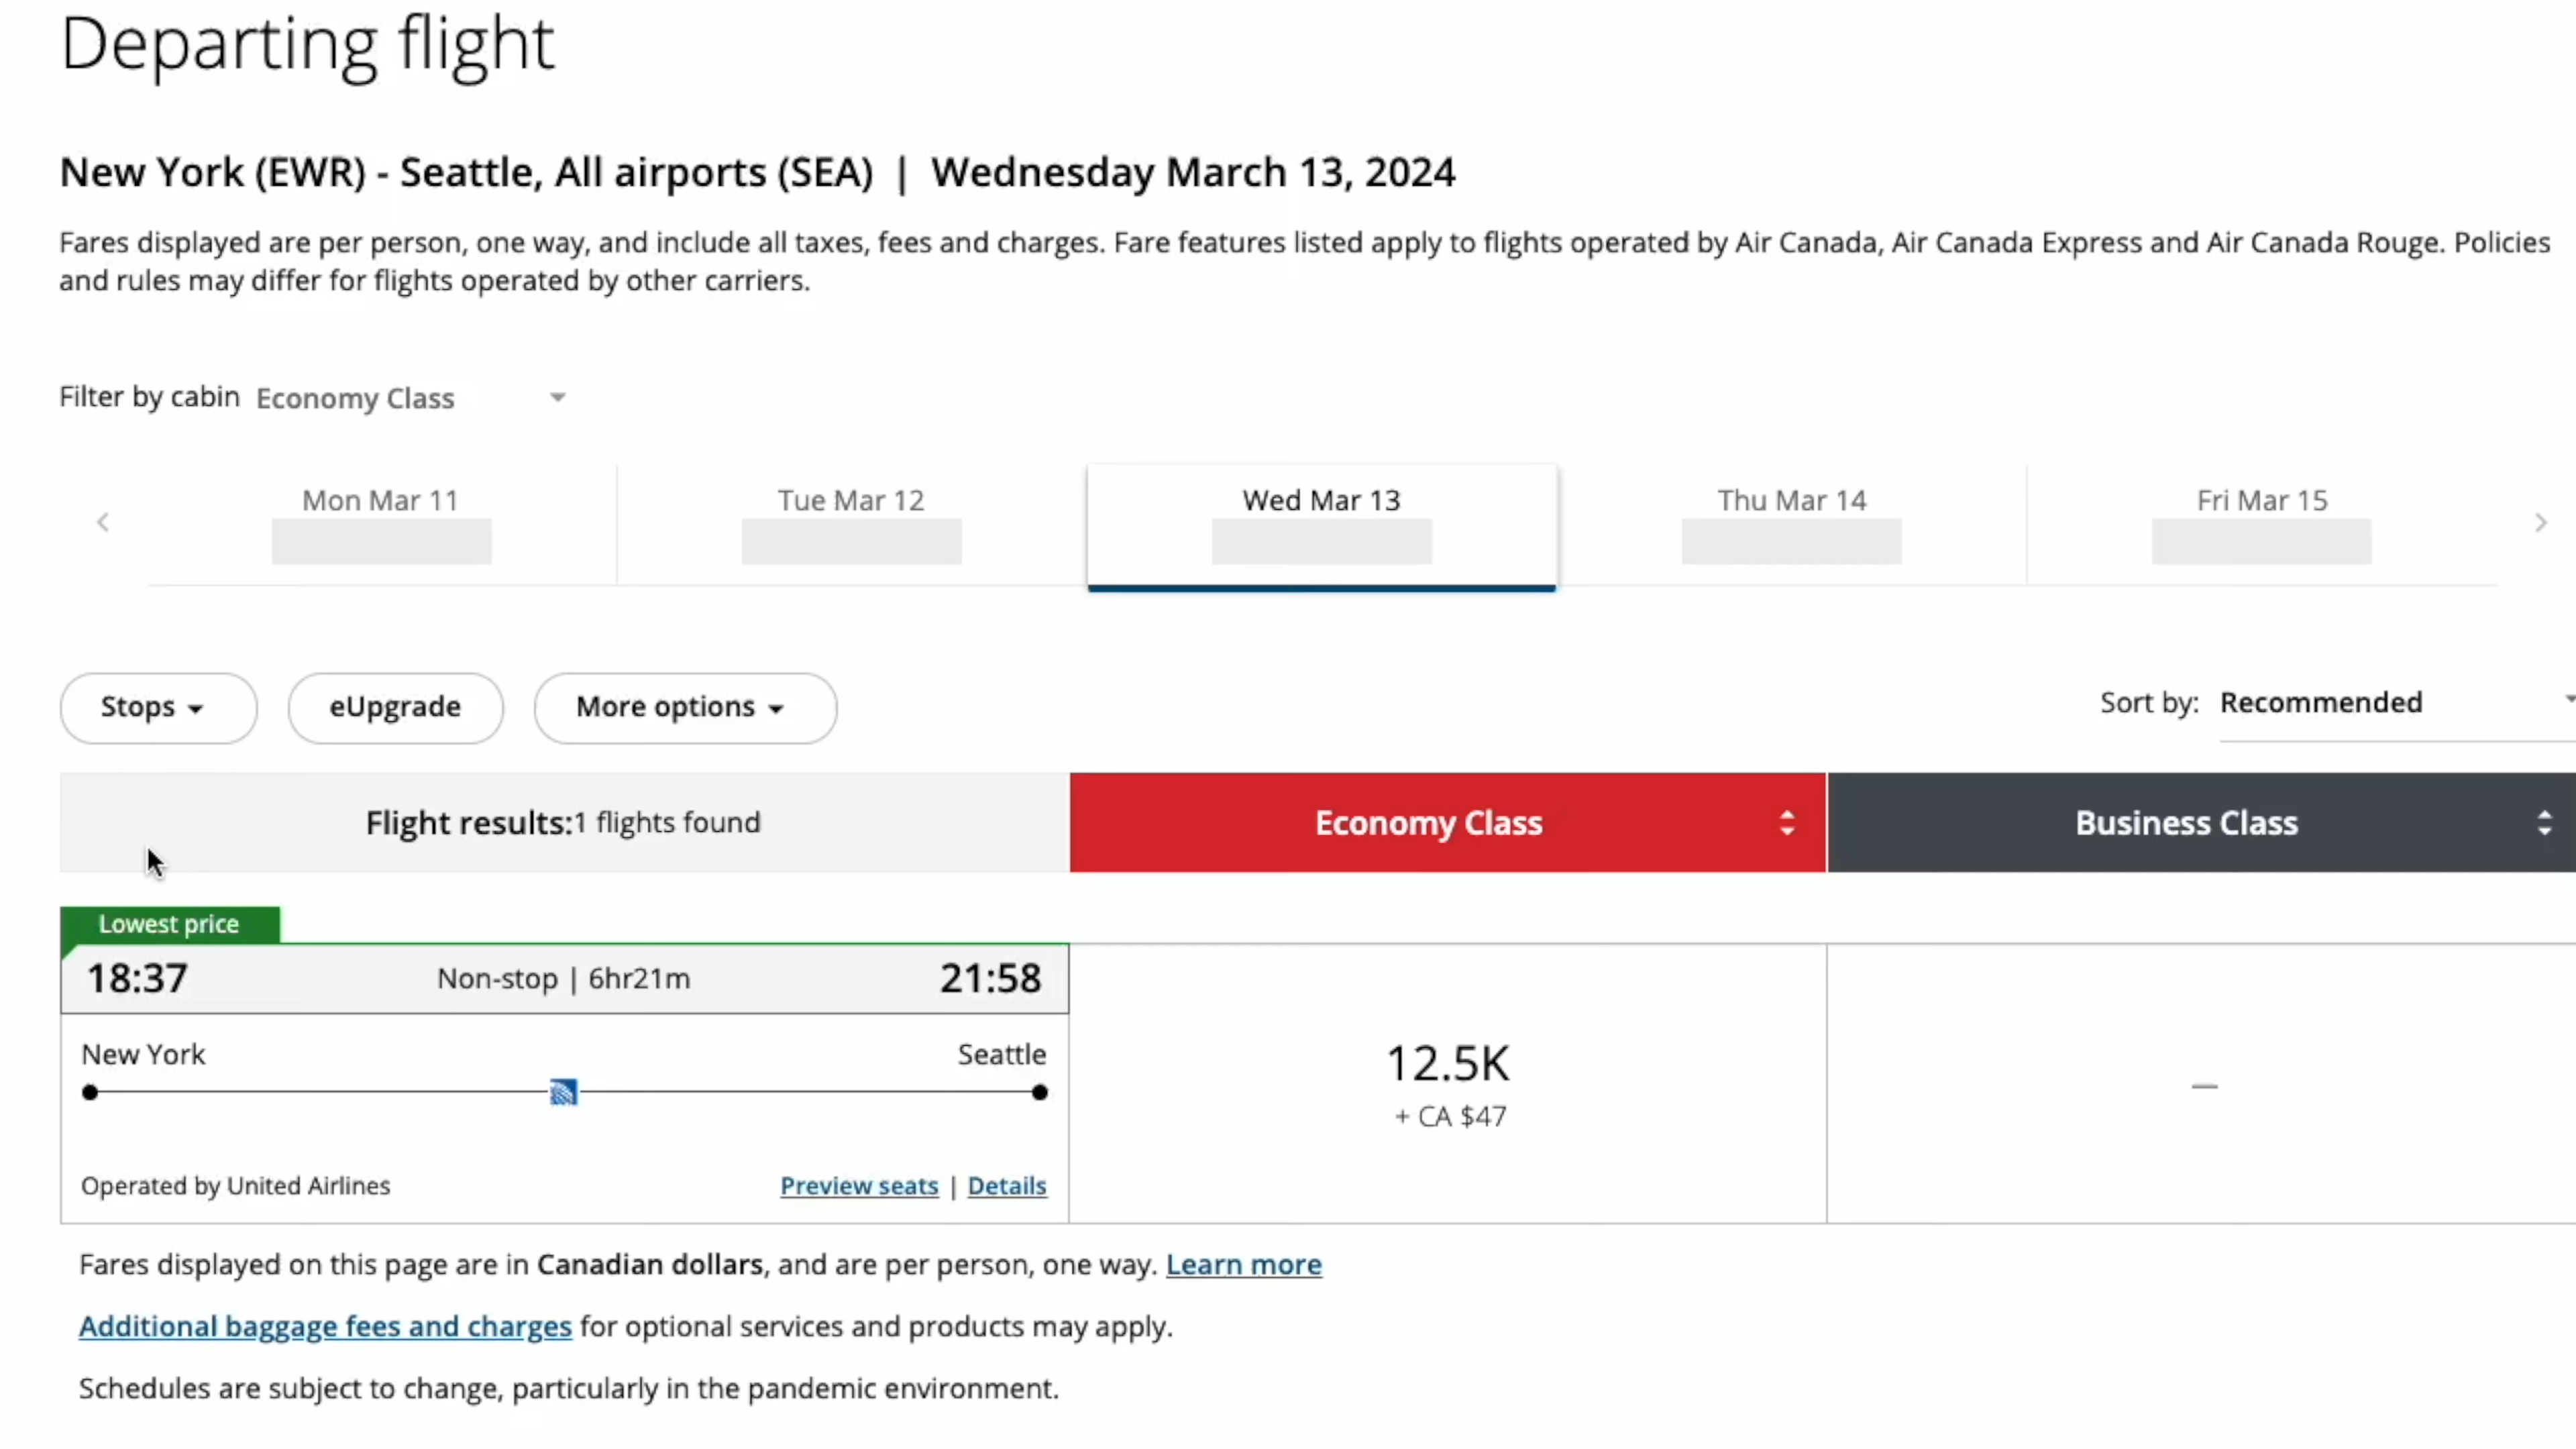 Departing flight
New York (EWR) - Seattle, All airports (SEA) | Wednesday March 13, 2024
Fares displayed are per person, one way, and include all taxes, fees and charges. Fare features listed apply to flights operated by Air Canada, Air Canada Express and Air Canada Rouge. Policies
and rules may differ for flights operated by other carriers.
Filter by cabin Economy Class
Mon Mar 11 Tue Mar 12 Wed Mar 13 Thu Mar 14 Fri Mar 15
Stops eUpgrade More options Sort by: Recommended
Flight results:1 flights found Economy Class Business Class
Lowest price
18:37 Non-stop | 6hr21m 21:58
New York Seattle
12.5K
+ CA $47
–
Operated by United Airlines Preview seats | Details
Fares displayed on this page are in Canadian dollars, and are per person, one way. Learn more
Additional baggage fees and charges for optional services and products may apply.
Schedules are subject to change, particularly in the pandemic environment.